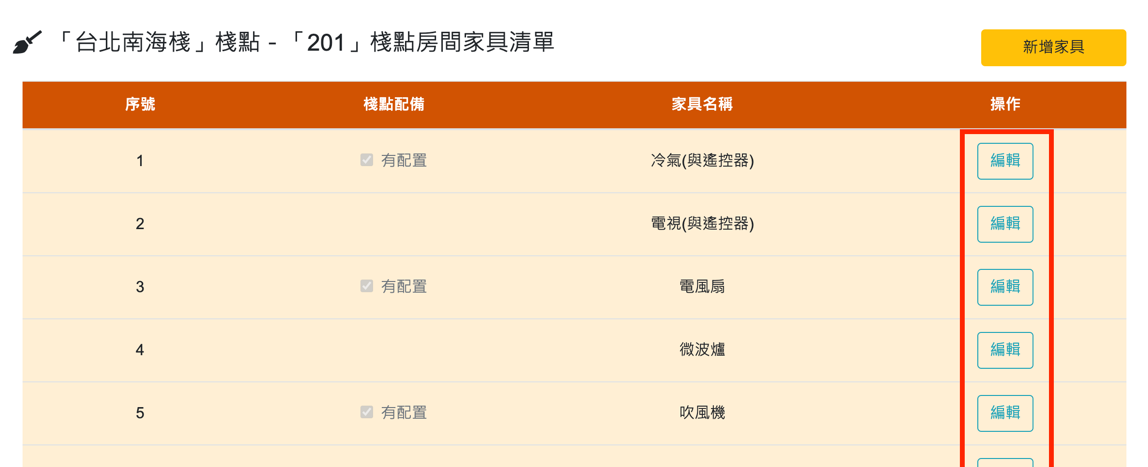 「台北南海棧」棧點 - 「201」棧點房間家具清單
新增家具
序號 棧點配備 家具名稱 操作
1 有配置 冷氣(與遙控器) 編輯
2 電視(與遙控器) 編輯
3 有配置 電風扇 編輯
4 微波爐 編輯
5 有配置 吹風機 編輯